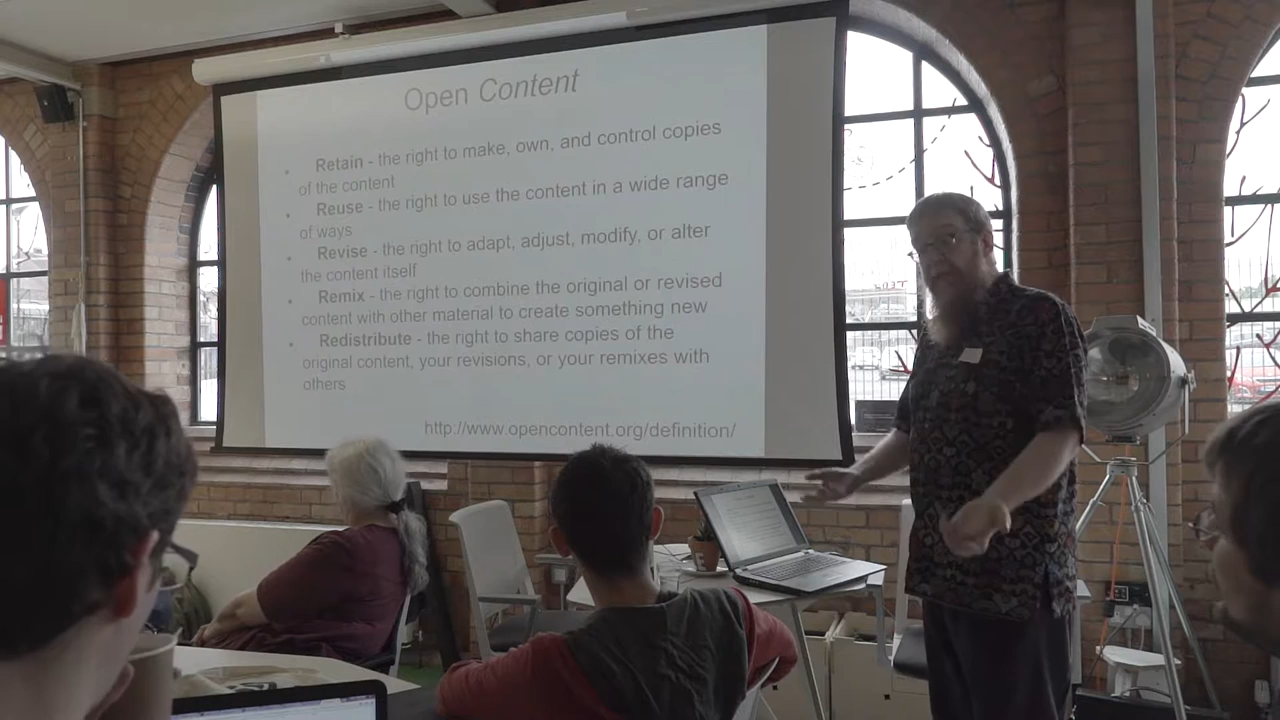 Open Content
• Retain - the right to make, own, and control copies
of the content
• Reuse - the right to use the content in a wide range
of ways
• Revise - the right to adapt, adjust, modify, or alter
the content itself
• Remix - the right to combine the original or revised
content with other material to create something new
• Redistribute - the right to share copies of the
original content, your revisions, or your remixes with
others
http://www.opencontent.org/definition/